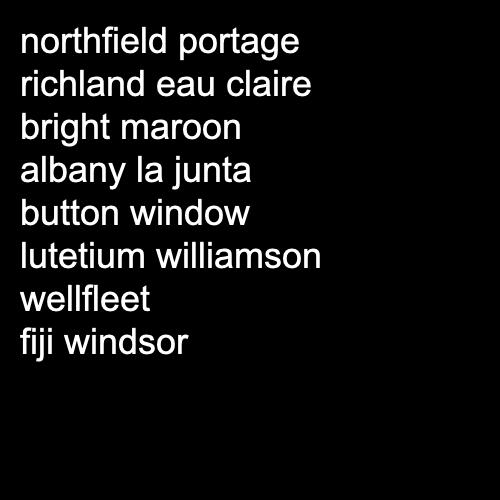 northfield portage
richland eau claire
bright maroon
albany la junta
button window
lutetium williamson
wellfleet
fiji windsor